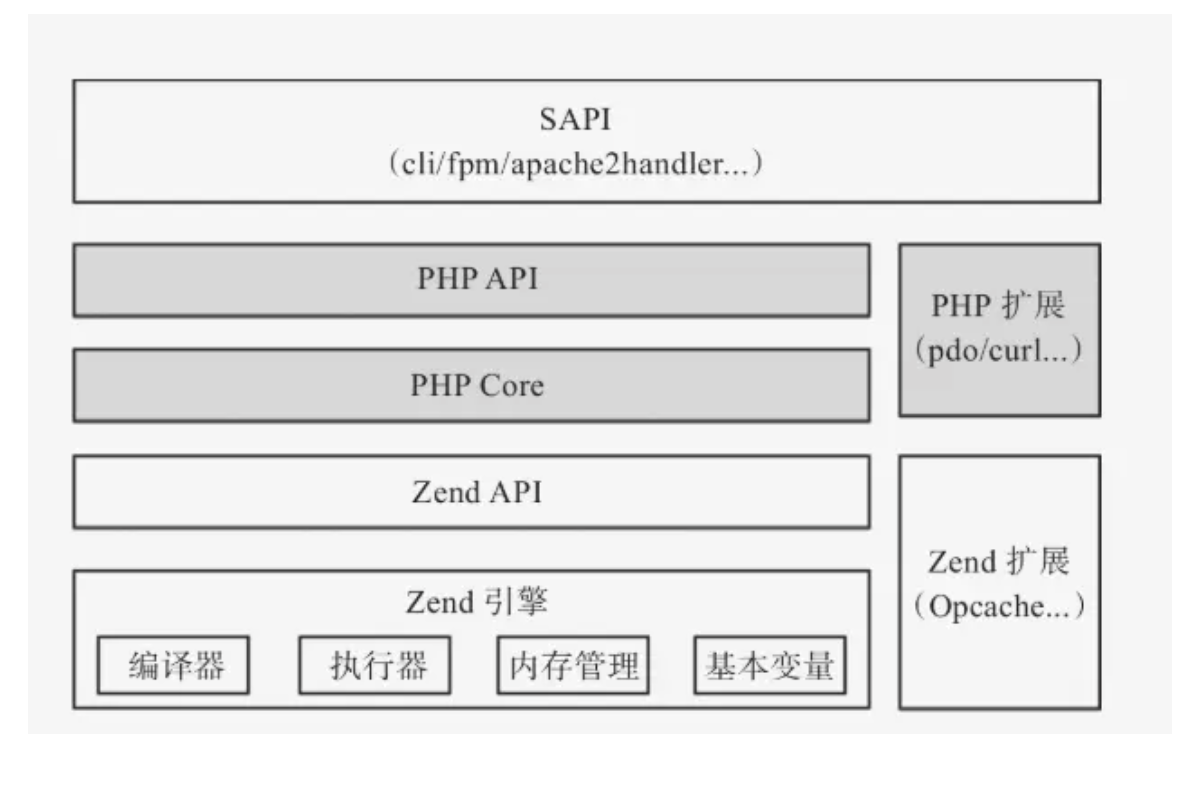 SAPI
（cli/fpm/apache2handler...）
PHP API
PHP Core
PHP 扩展
（pdo/curl...）
Zend API
Zend 引擎
编译器
执行器
内存管理
基本变量
Zend 扩展
（Opcache...）